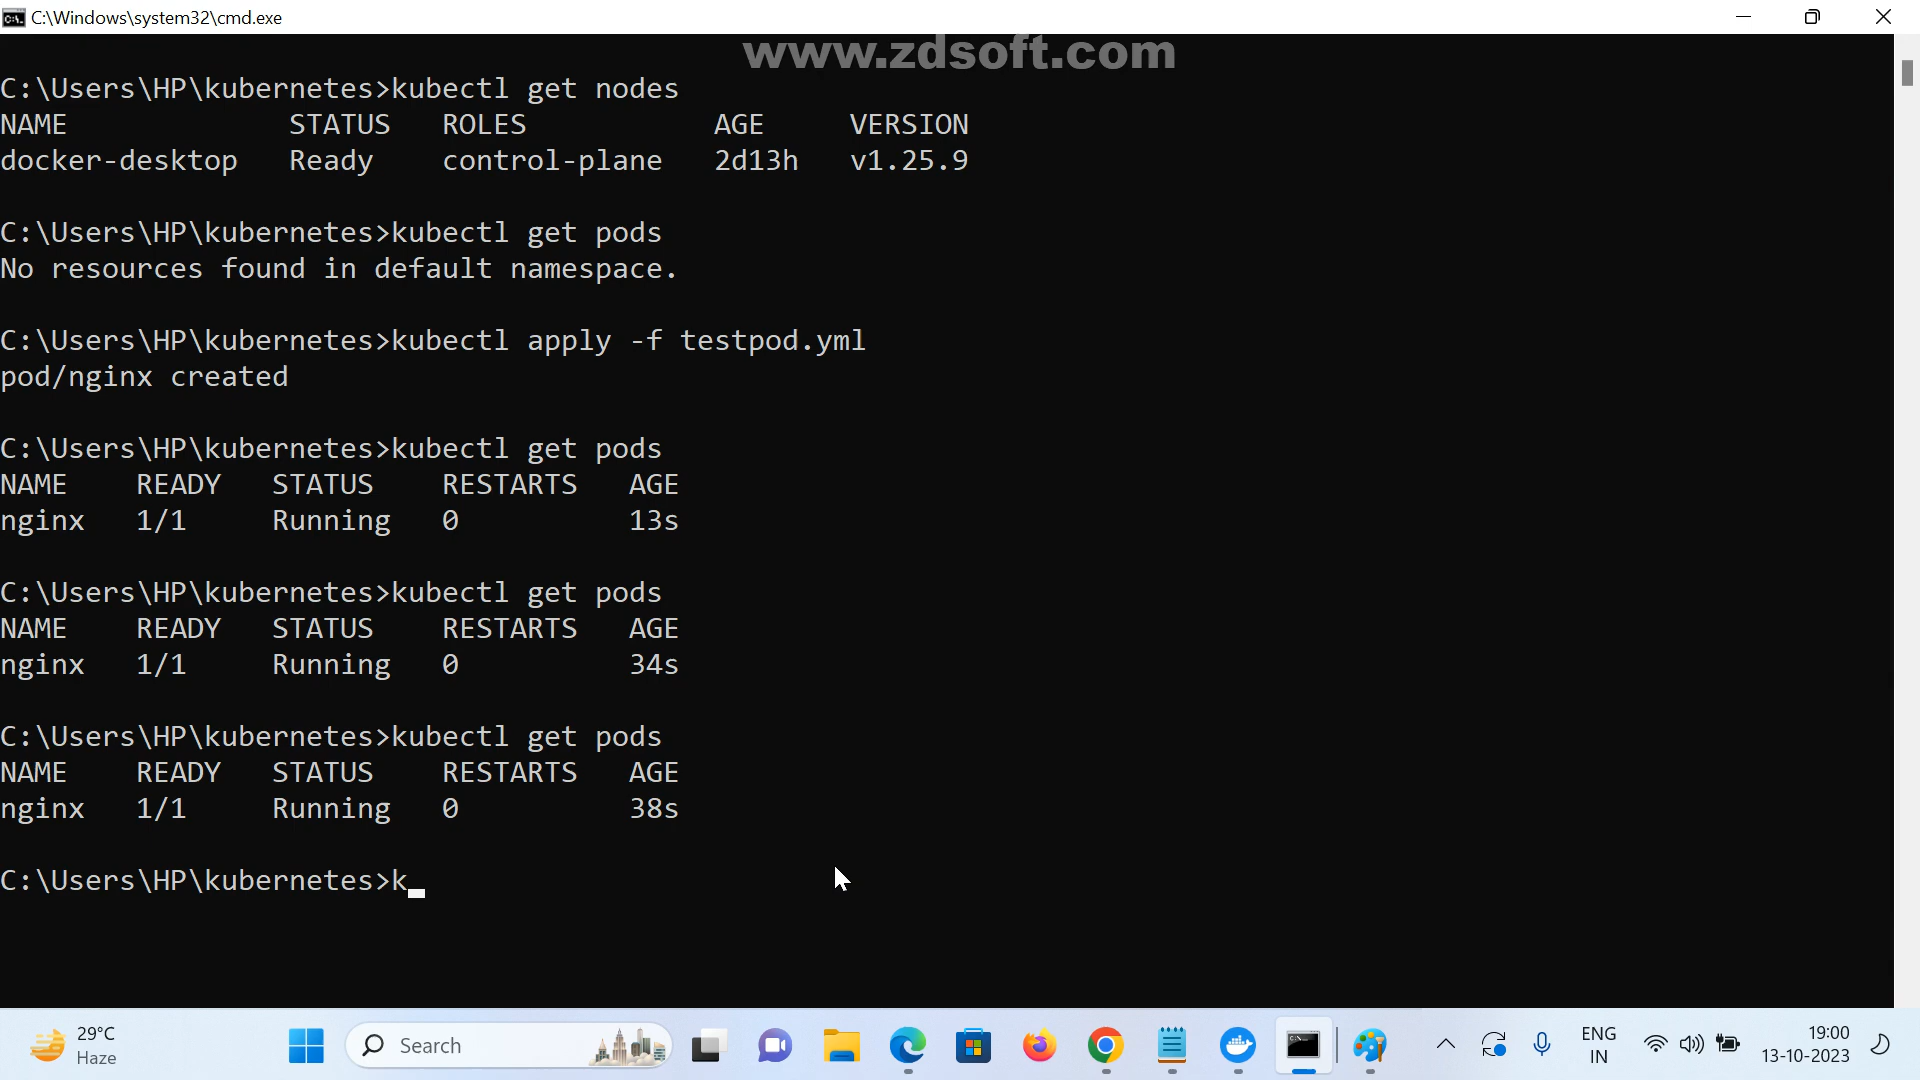 C:\Windows\system32\cmd.exe
www.zdsoft.com
C:\Users\HP\kubernetes>kubectl get nodes
NAME STATUS ROLES AGE VERSION
docker-desktop Ready control-plane 2d13h v1.25.9
C:\Users\HP\kubernetes>kubectl get pods
No resources found in default namespace.
C:\Users\HP\kubernetes>kubectl apply -f testpod.yml
pod/nginx created
C:\Users\HP\kubernetes>kubectl get pods
NAME READY STATUS RESTARTS AGE
nginx 1/1 Running 0 13s
C:\Users\HP\kubernetes>kubectl get pods
NAME READY STATUS RESTARTS AGE
nginx 1/1 Running 0 34s
C:\Users\HP\kubernetes>kubectl get pods
NAME READY STATUS RESTARTS AGE
nginx 1/1 Running 0 38s
C:\Users\HP\kubernetes>k_
29°C
Haze
Search
ENG
IN
19:00
13-10-2023